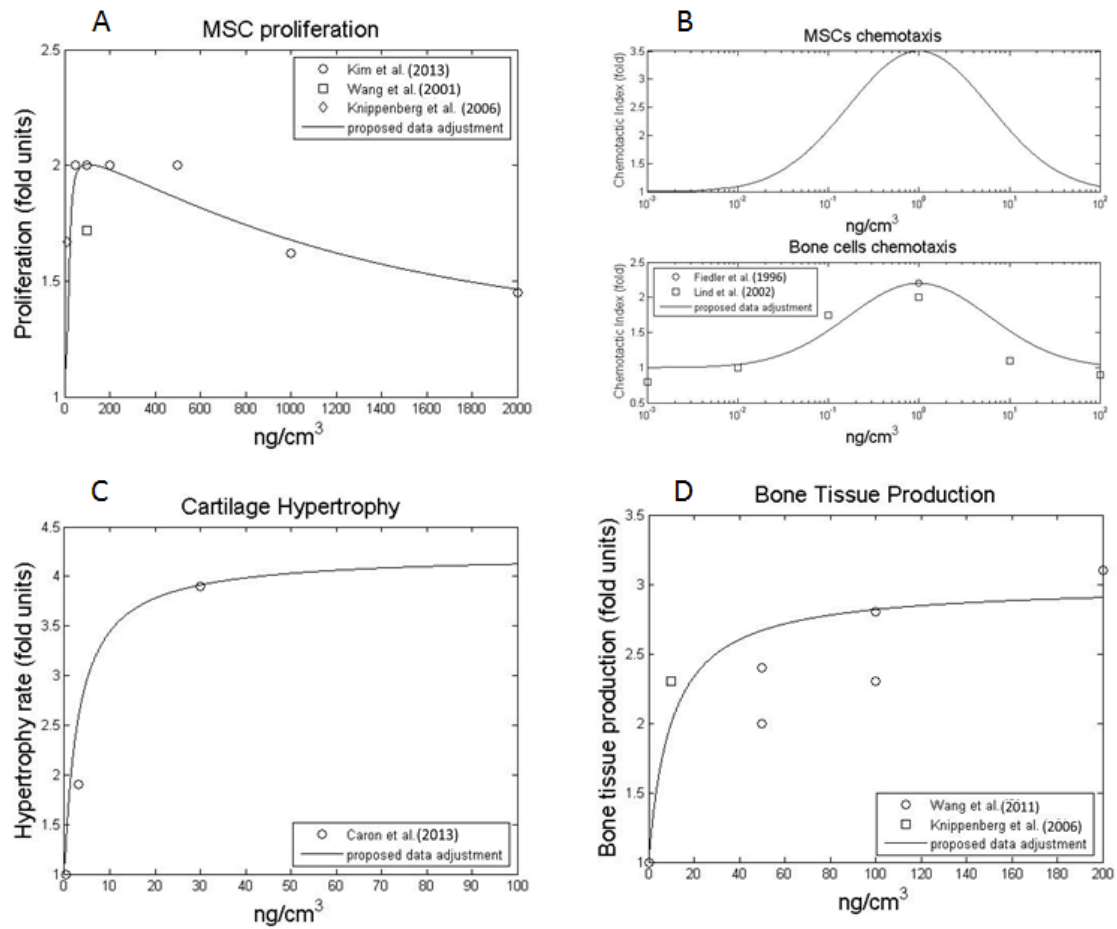 A
MSC proliferation
Proliferation (fold units)
2.5
2
1.5
1
Kim et al. (2013)
Wang et al. (2001)
Knippenberg et al. (2006)
proposed data adjustment
0 200 400 600 800 1000 1200 1400 1600 1800 2000
ng/cm³
B
MSCs chemotaxis
Chemotactic Index (fold)
3.5
3
2.5
2
1.5
1
10⁻³ 10⁻² 10⁻¹ 10⁰ 10¹ 10²
ng/cm³
Bone cells chemotaxis
Chemotactic Index (fold)
2.5
2
1.5
1
0.5
Fiedler et al. (1996)
Lind et al. (2002)
proposed data adjustment
10⁻³ 10⁻² 10⁻¹ 10⁰ 10¹ 10²
ng/cm³
C
Cartilage Hypertrophy
Hypertrophy rate (fold units)
4.5
4
3.5
3
2.5
2
1.5
1
Caron et al. (2013)
proposed data adjustment
0 10 20 30 40 50 60 70 80 90 100
ng/cm³
D
Bone Tissue Production
Bone tissue production (fold units)
3.5
3
2.5
2
1.5
1
Wang et al. (2011)
Knippenberg et al. (2006)
proposed data adjustment
0 20 40 60 80 100 120 140 160 180 200
ng/cm³